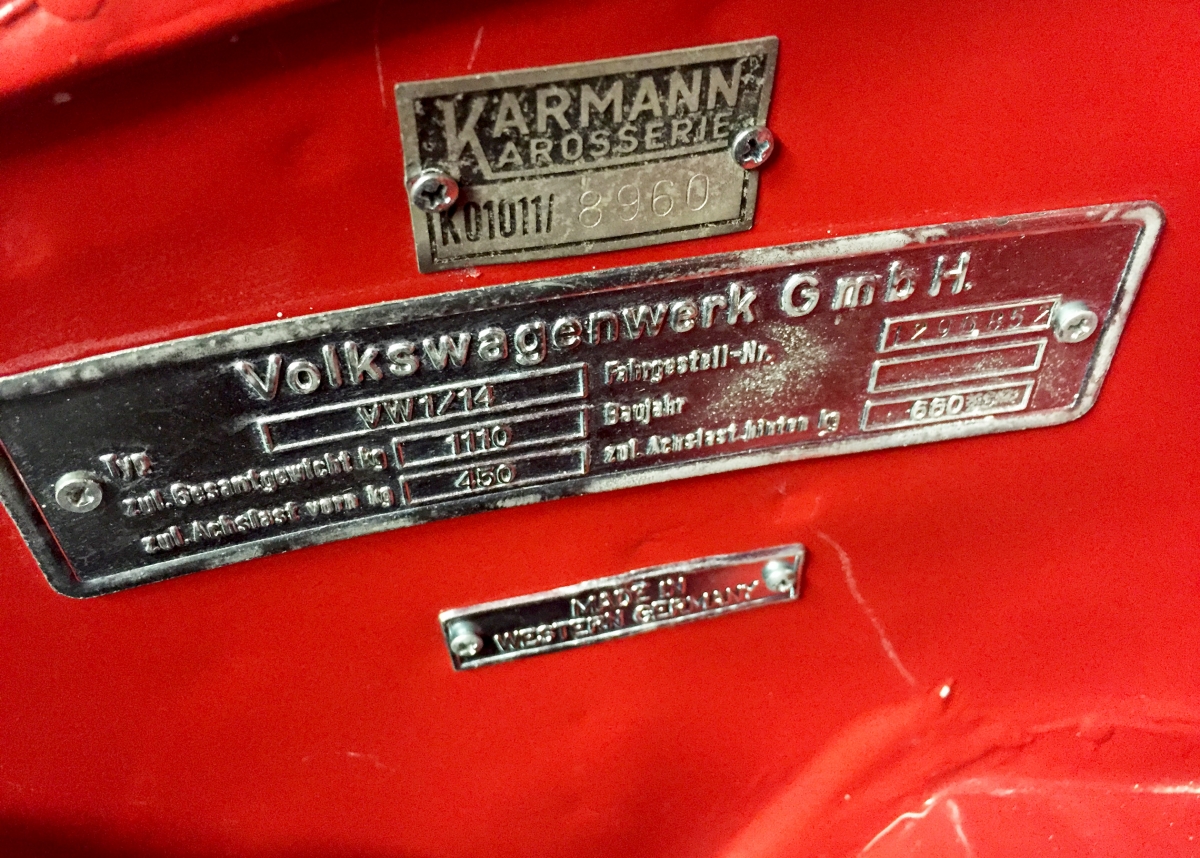 KARMANN
KAROSSERIE
K01011/ 8960
Volkswagenwerk GmbH.
Typ VW1/14
zul. Gesamtgewicht kg 1110
zul. Achslast vorn kg 450
Fahrgestell-Nr.
Baujahr
zul. Achslast hinten kg 660
MADE IN
WESTERN GERMANY